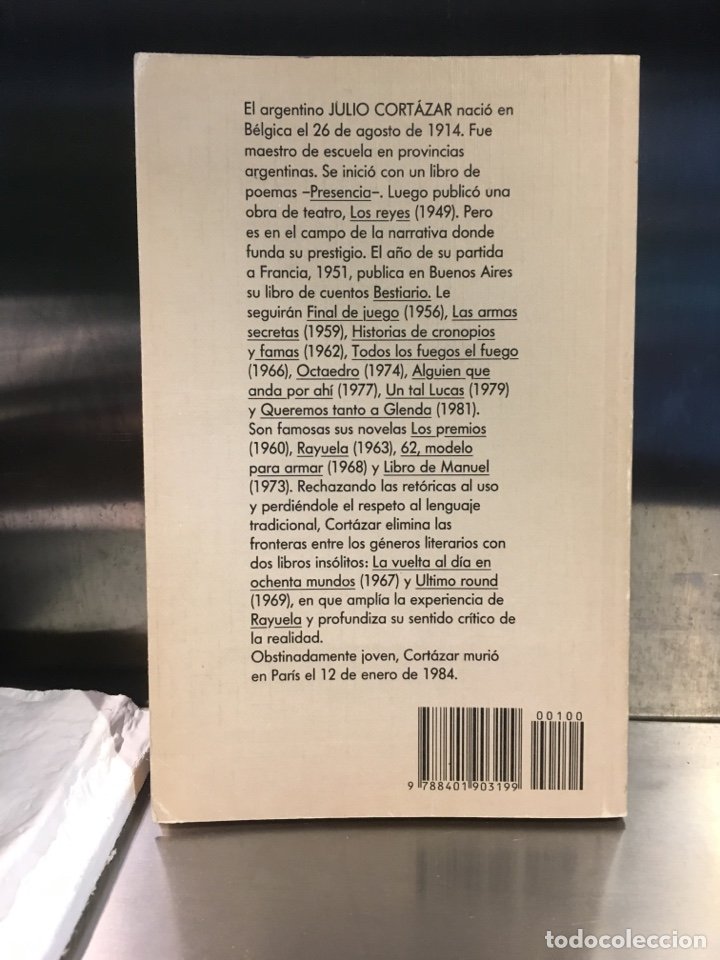 El argentino JULIO CORTÁZAR nació en
Bélgica el 26 de agosto de 1914. Fue
maestro de escuela en provincias
argentinas. Se inició con un libro de
poemas –Presencia–. Luego publicó una
obra de teatro, Los reyes (1949). Pero
es en el campo de la narrativa donde
funda su prestigio. El año de su partida
a Francia, 1951, publica en Buenos Aires
su libro de cuentos Bestiario. Le
seguirán Final de juego (1956), Las armas
secretas (1959), Historias de cronopios
y famas (1962), Todos los fuegos el fuego
(1966), Octaedro (1974), Alguien que
anda por ahí (1977), Un tal Lucas (1979)
y Queremos tanto a Glenda (1981).
Son famosas sus novelas Los premios
(1960), Rayuela (1963), 62, modelo
para armar (1968) y Libro de Manuel
(1973). Rechazando las retóricas al uso
y perdiéndole el respeto al lenguaje
tradicional, Cortázar elimina las
fronteras entre los géneros literarios con
dos libros insólitos: La vuelta al día en
ochenta mundos (1967) y Ultimo round
(1969), en que amplía la experiencia de
Rayuela y profundiza su sentido crítico de
la realidad.
Obstinadamente joven, Cortázar murió
en París el 12 de enero de 1984.
00100
9 788401 903199
todocoleccion